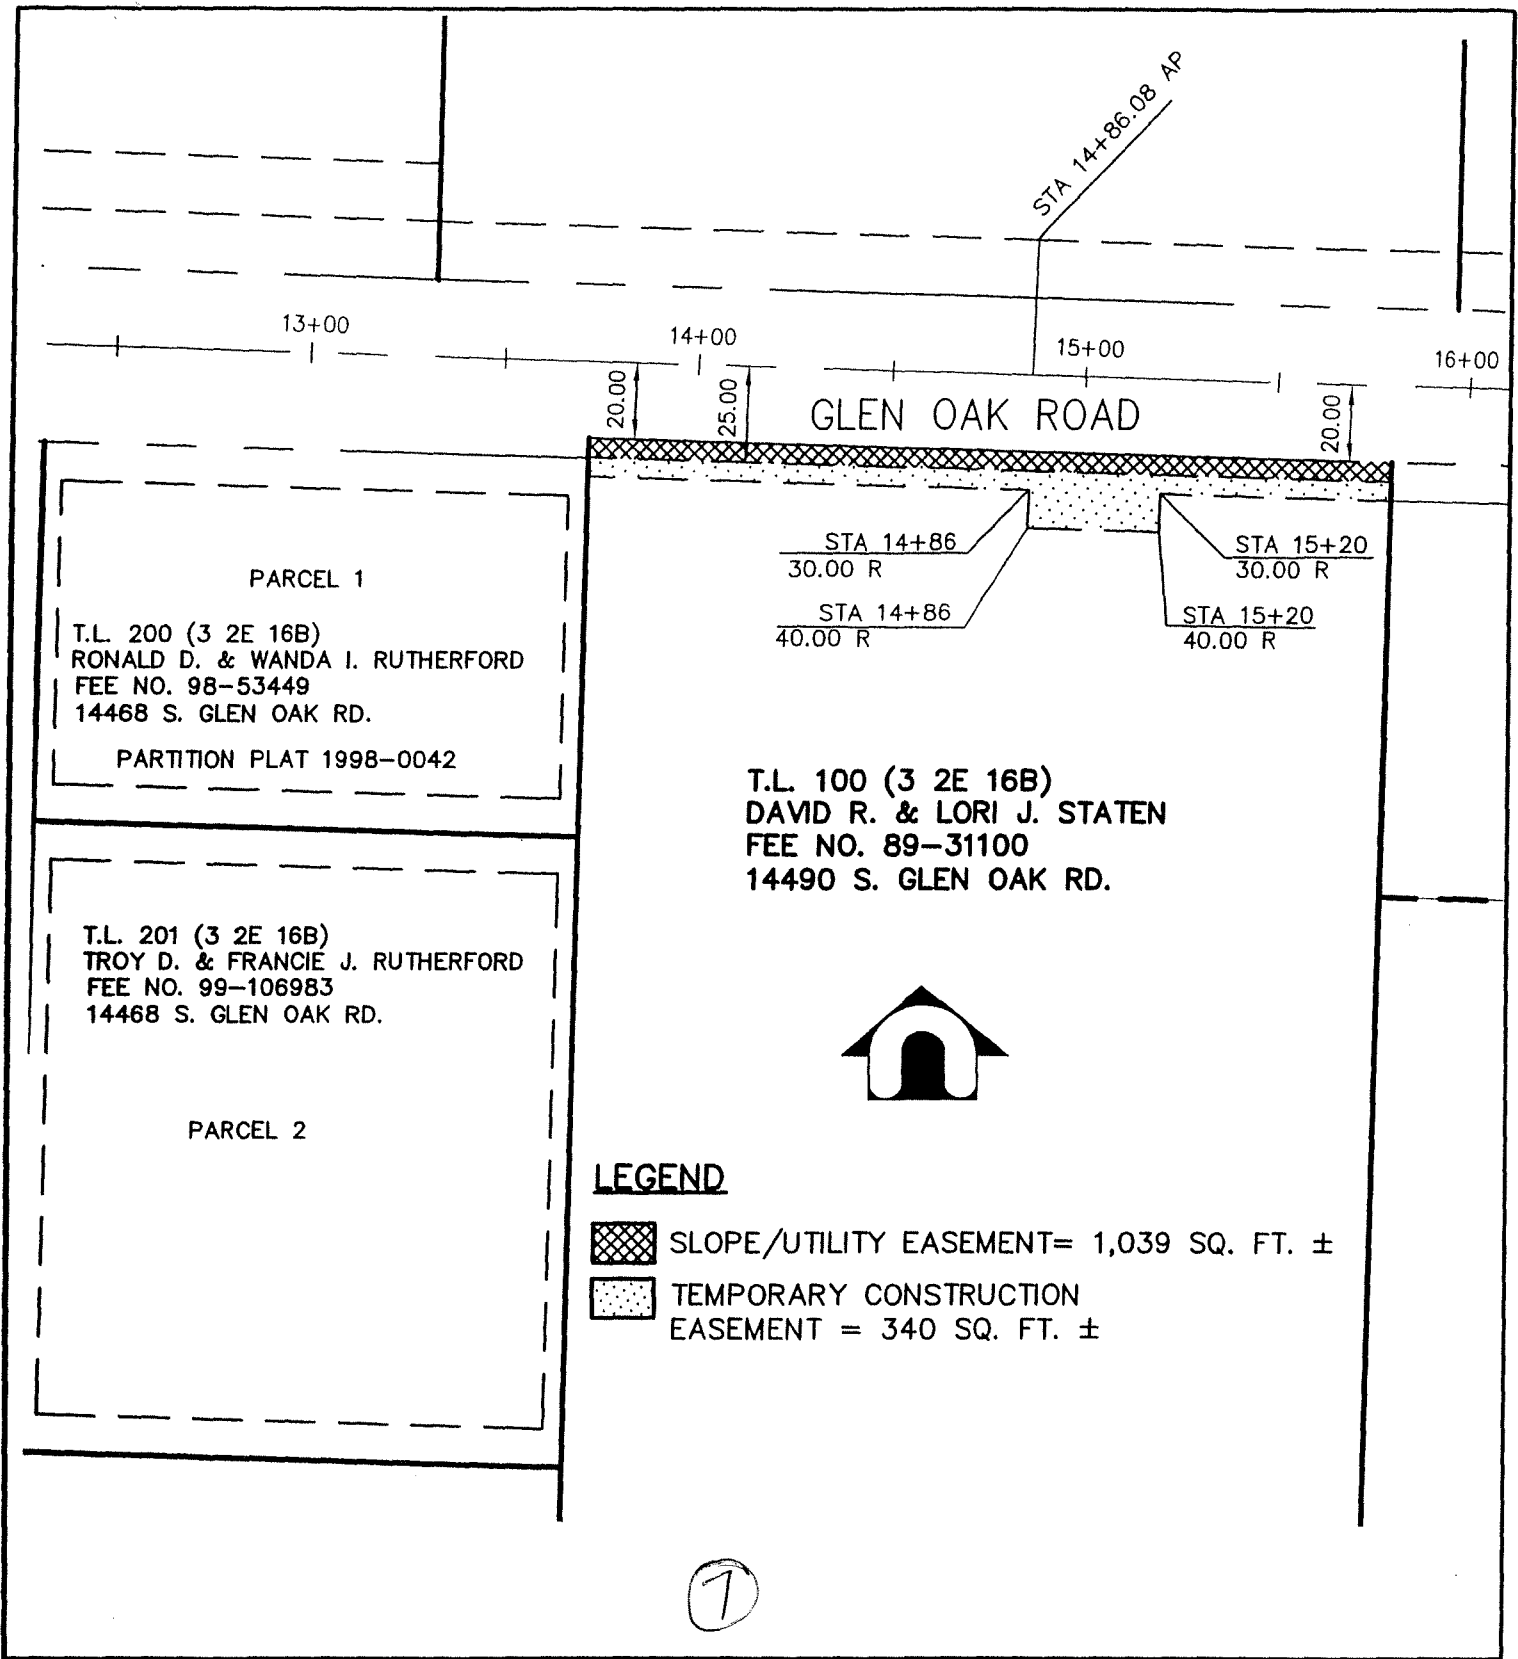 STA 14+86.08 AP
13+00
14+00
15+00
16+00
20.00
25.00
GLEN OAK ROAD
20.00
STA 14+86
30.00 R
STA 15+20
30.00 R
STA 14+86
40.00 R
STA 15+20
40.00 R
PARCEL 1
T.L. 200 (3 2E 16B)
RONALD D. & WANDA I. RUTHERFORD
FEE NO. 98-53449
14468 S. GLEN OAK RD.
PARTITION PLAT 1998-0042
T.L. 100 (3 2E 16B)
DAVID R. & LORI J. STATEN
FEE NO. 89-31100
14490 S. GLEN OAK RD.
T.L. 201 (3 2E 16B)
TROY D. & FRANCIE J. RUTHERFORD
FEE NO. 99-106983
14468 S. GLEN OAK RD.
PARCEL 2
LEGEND
SLOPE/UTILITY EASEMENT= 1,039 SQ. FT. ±
TEMPORARY CONSTRUCTION
EASEMENT = 340 SQ. FT. ±
7